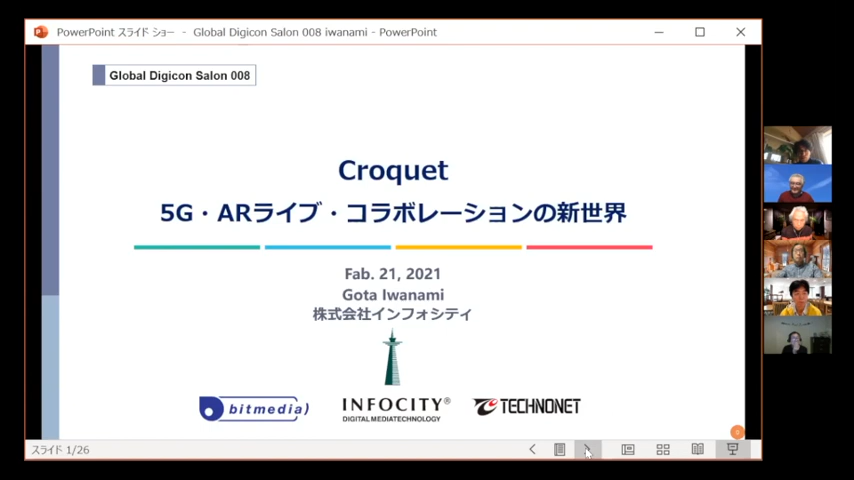 PowerPoint スライド ショー - Global Digicon Salon 008 iwanami - PowerPoint
Global Digicon Salon 008
Croquet
5G・ARライブ・コラボレーションの新世界
Fab. 21, 2021
Gota Iwanami
株式会社インフォシティ
bitmedia
INFOCITY®
DIGITAL MEDIATECHNOLOGY
TECHNONET
スライド 1/26